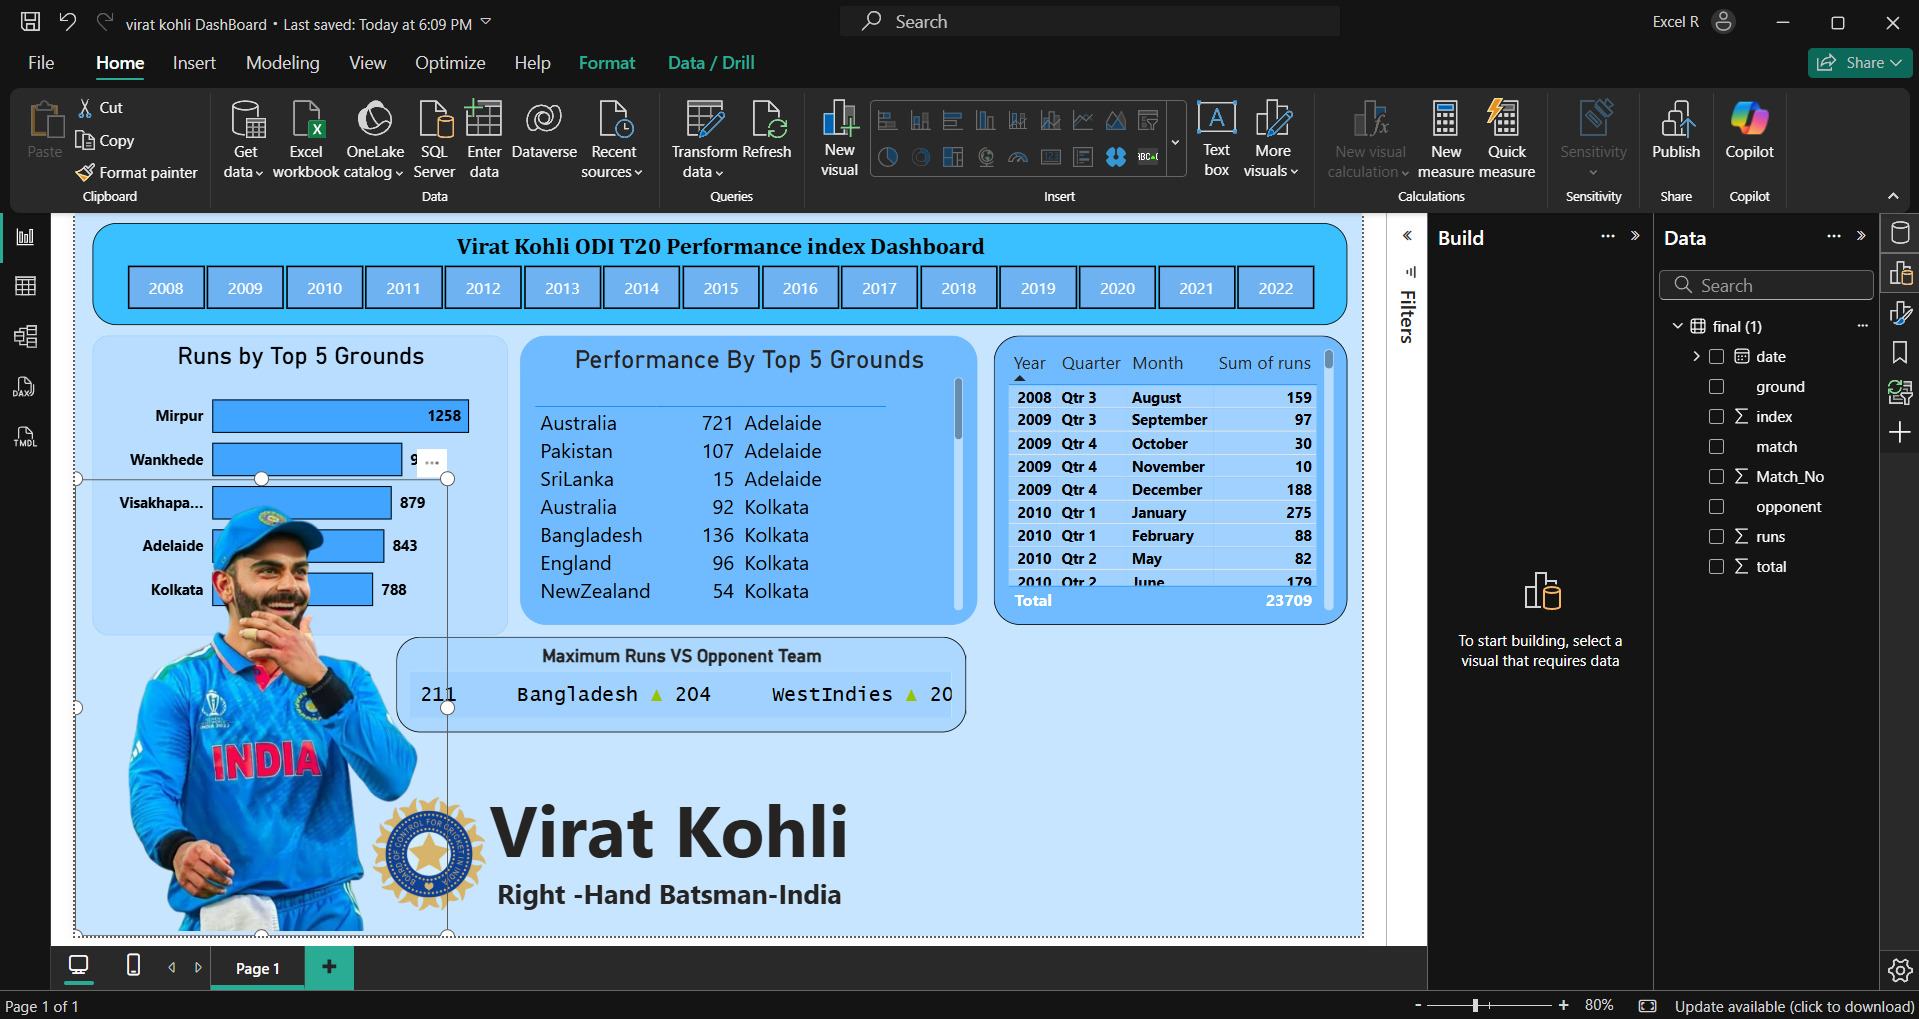 virat kohli DashBoard • Last saved: Today at 6:09 PM
Search
Excel R
File
Home
Insert
Modeling
View
Optimize
Help
Format
Data / Drill
Share
Paste
Cut
Copy
Format painter
Clipboard
Get data
Excel workbook
OneLake catalog
SQL Server
Enter data
Dataverse
Recent sources
Data
Transform data
Refresh
Queries
New visual
Text box
More visuals
Insert
New visual calculation
New measure
Quick measure
Calculations
Sensitivity
Sensitivity
Publish
Share
Copilot
Copilot
Virat Kohli ODI T20 Performance index Dashboard
2008 2009 2010 2011 2012 2013 2014 2015 2016 2017 2018 2019 2020 2021 2022
Runs by Top 5 Grounds
Mirpur 1258
Wankhede 9
Visakhapa... 879
Adelaide 843
Kolkata 788
Performance By Top 5 Grounds
Australia 721 Adelaide
Pakistan 107 Adelaide
SriLanka 15 Adelaide
Australia 92 Kolkata
Bangladesh 136 Kolkata
England 96 Kolkata
NewZealand 54 Kolkata
Year Quarter Month Sum of runs
2008 Qtr 3 August 159
2009 Qtr 3 September 97
2009 Qtr 4 October 30
2009 Qtr 4 November 10
2009 Qtr 4 December 188
2010 Qtr 1 January 275
2010 Qtr 1 February 88
2010 Qtr 2 May 82
2010 Qtr 2 June 179
Total 23709
Maximum Runs VS Opponent Team
211 Bangladesh ▲ 204 WestIndies ▲ 20
INDIA
BOARD OF CONTROL FOR CRICKET IN INDIA
Virat Kohli
Right -Hand Batsman-India
Filters
Build
To start building, select a
visual that requires data
Data
Search
final (1)
date
ground
index
match
Match_No
opponent
runs
total
DAX
TMDL
Page 1
Page 1 of 1
- + 80%
Update available (click to download)